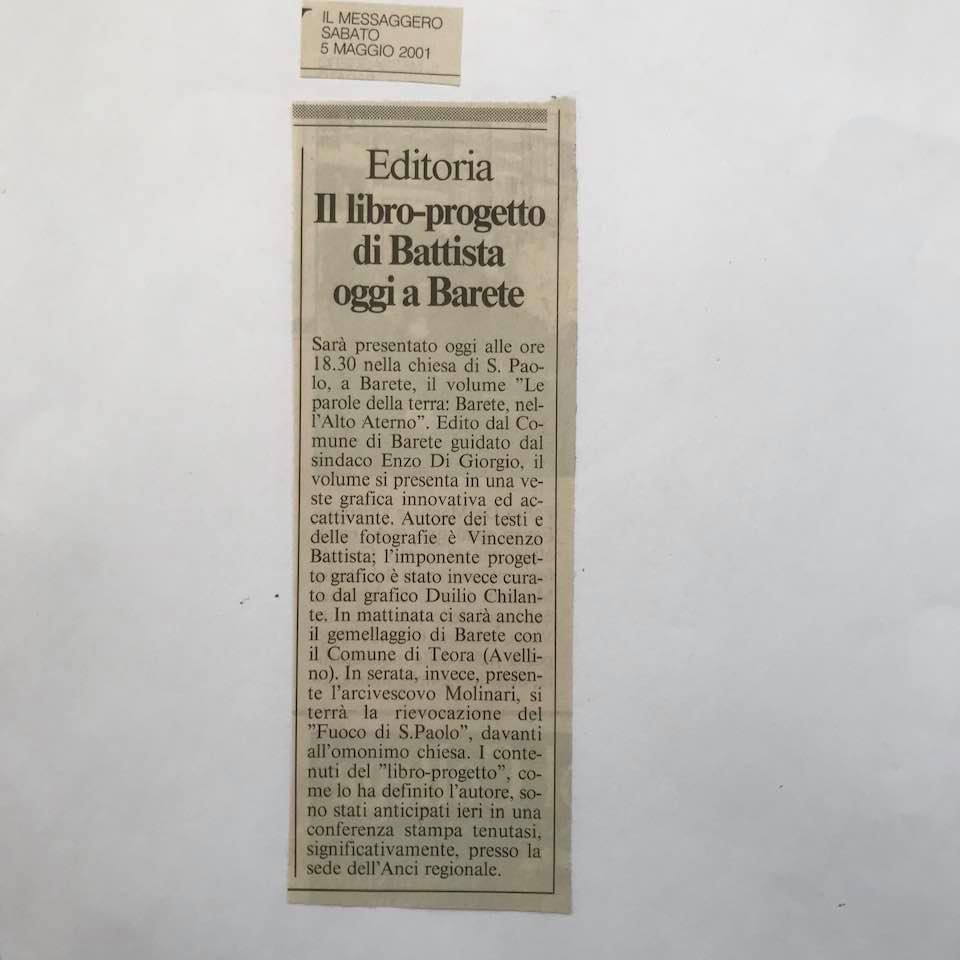 IL MESSAGGERO
SABATO
5 MAGGIO 2001
Editoria
Il libro-progetto
di Battista
oggi a Barete
Sarà presentato oggi alle ore
18.30 nella chiesa di S. Pao-
lo, a Barete, il volume "Le
parole della terra: Barete, nel-
l'Alto Aterno". Edito dal Co-
mune di Barete guidato dal
sindaco Enzo Di Giorgio, il
volume si presenta in una ve-
ste grafica innovativa ed ac-
cattivante. Autore dei testi e
delle fotografie è Vincenzo
Battista; l'imponente proget-
to grafico è stato invece cura-
to dal grafico Duilio Chilan-
te. In mattinata ci sarà anche
il gemellaggio di Barete con
il Comune di Teora (Avelli-
no). In serata, invece, presen-
te l'arcivescovo Molinari, si
terrà la rievocazione del
"Fuoco di S.Paolo", davanti
all'omonimo chiesa. I conte-
nuti del "libro-progetto", co-
me lo ha definito l'autore, so-
no stati anticipati ieri in una
conferenza stampa tenutasi,
significativamente, presso la
sede dell'Anci regionale.